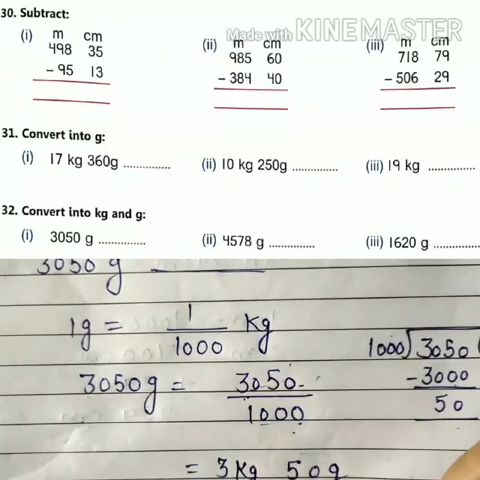 30. Subtract:
(i) m cm (ii) m cm (iii) m cm
498 35 985 60 718 79
- 95 13 - 384 40 - 506 29
Made with KINEMASTER
31. Convert into g:
(i) 17 kg 360g .............. (ii) 10 kg 250g .............. (iii) 19 kg ..............
32. Convert into kg and g:
(i) 3050 g .............. (ii) 4578 g .............. (iii) 1620 g ..............
3050 g
1g = 1/1000 kg
1000)3050(
3050g = 3050/1000
-3000
50
= 3 Kg 50g